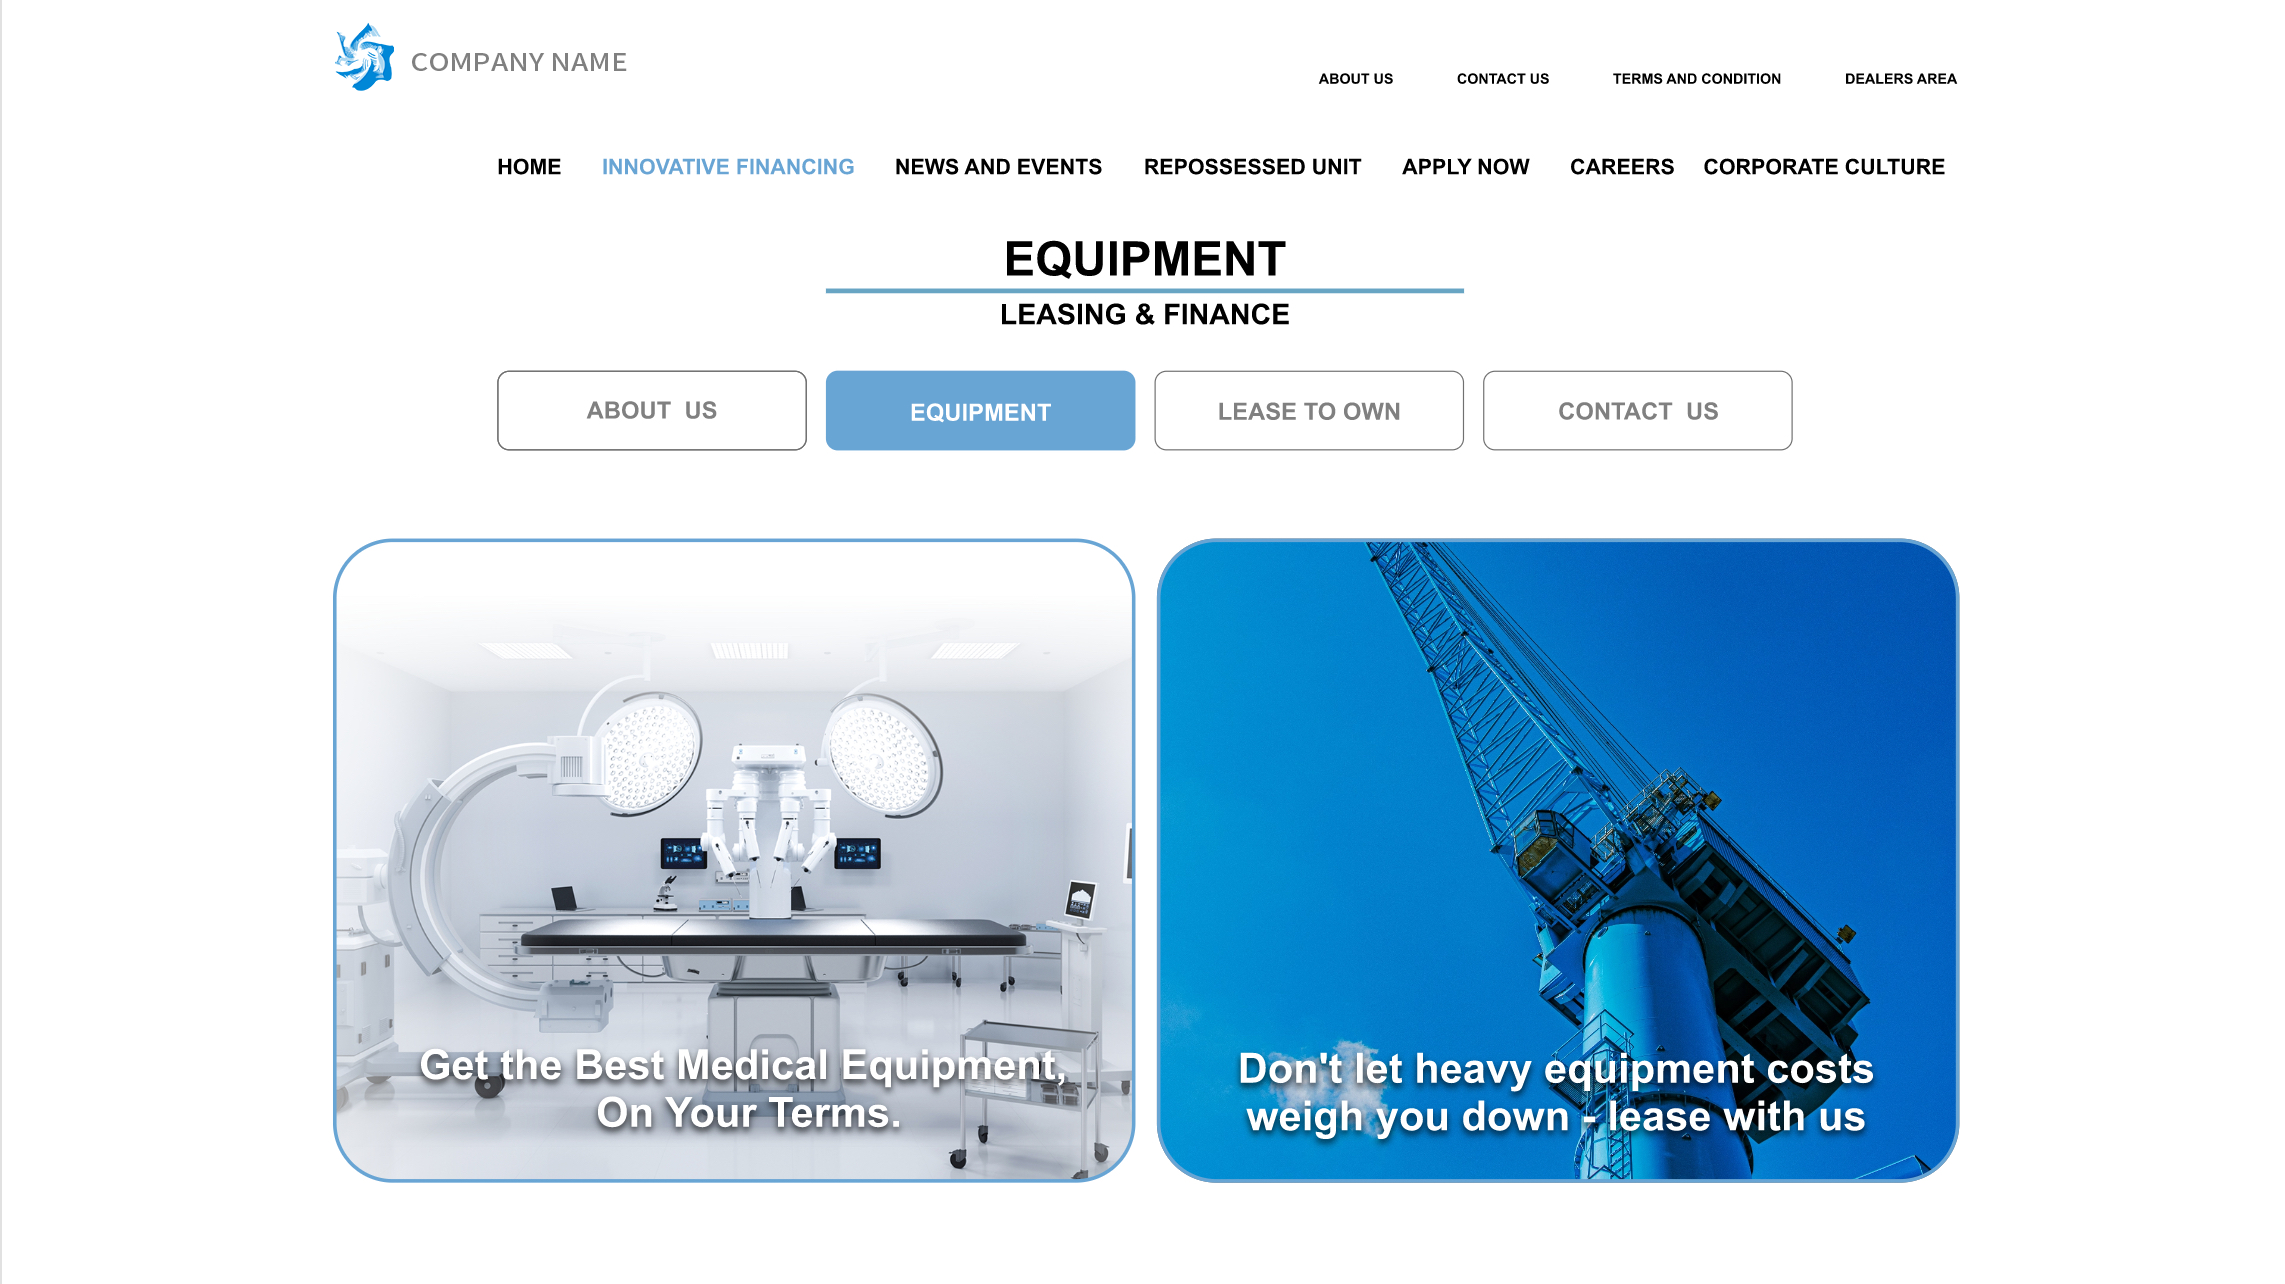 COMPANY NAME
ABOUT US
CONTACT US
TERMS AND CONDITION
DEALERS AREA
HOME
INNOVATIVE FINANCING
NEWS AND EVENTS
REPOSSESSED UNIT
APPLY NOW
CAREERS
CORPORATE CULTURE
EQUIPMENT
LEASING & FINANCE
ABOUT US
EQUIPMENT
LEASE TO OWN
CONTACT US
Get the Best Medical Equipment,
On Your Terms.
Don't let heavy equipment costs
weigh you down - lease with us